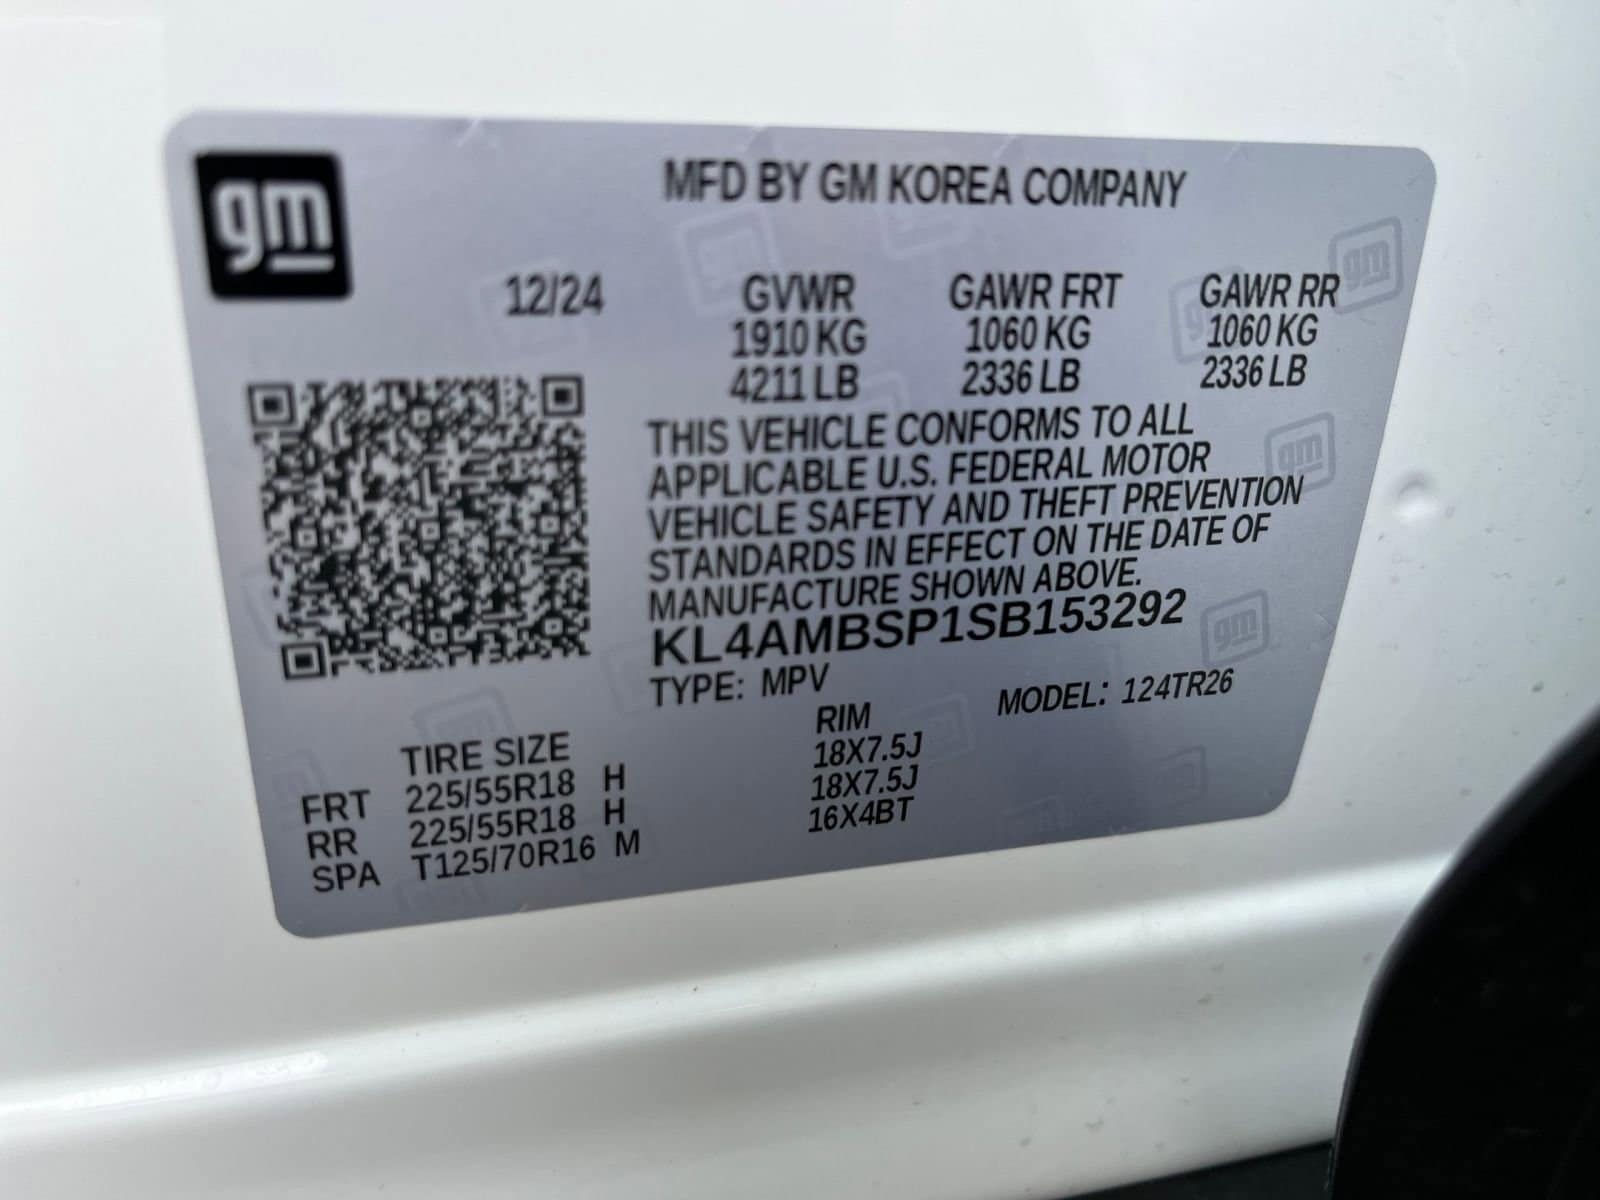 gm
MFD BY GM KOREA COMPANY
12/24 GVWR GAWR FRT GAWR RR
1910 KG 1060 KG 1060 KG
4211 LB 2336 LB 2336 LB
THIS VEHICLE CONFORMS TO ALL
APPLICABLE U.S. FEDERAL MOTOR
VEHICLE SAFETY AND THEFT PREVENTION
STANDARDS IN EFFECT ON THE DATE OF
MANUFACTURE SHOWN ABOVE.
KL4AMBSP1SB153292
TYPE: MPV MODEL: 124TR26
TIRE SIZE RIM
FRT 225/55R18 H 18X7.5J
RR 225/55R18 H 18X7.5J
SPA T125/70R16 M 16X4BT